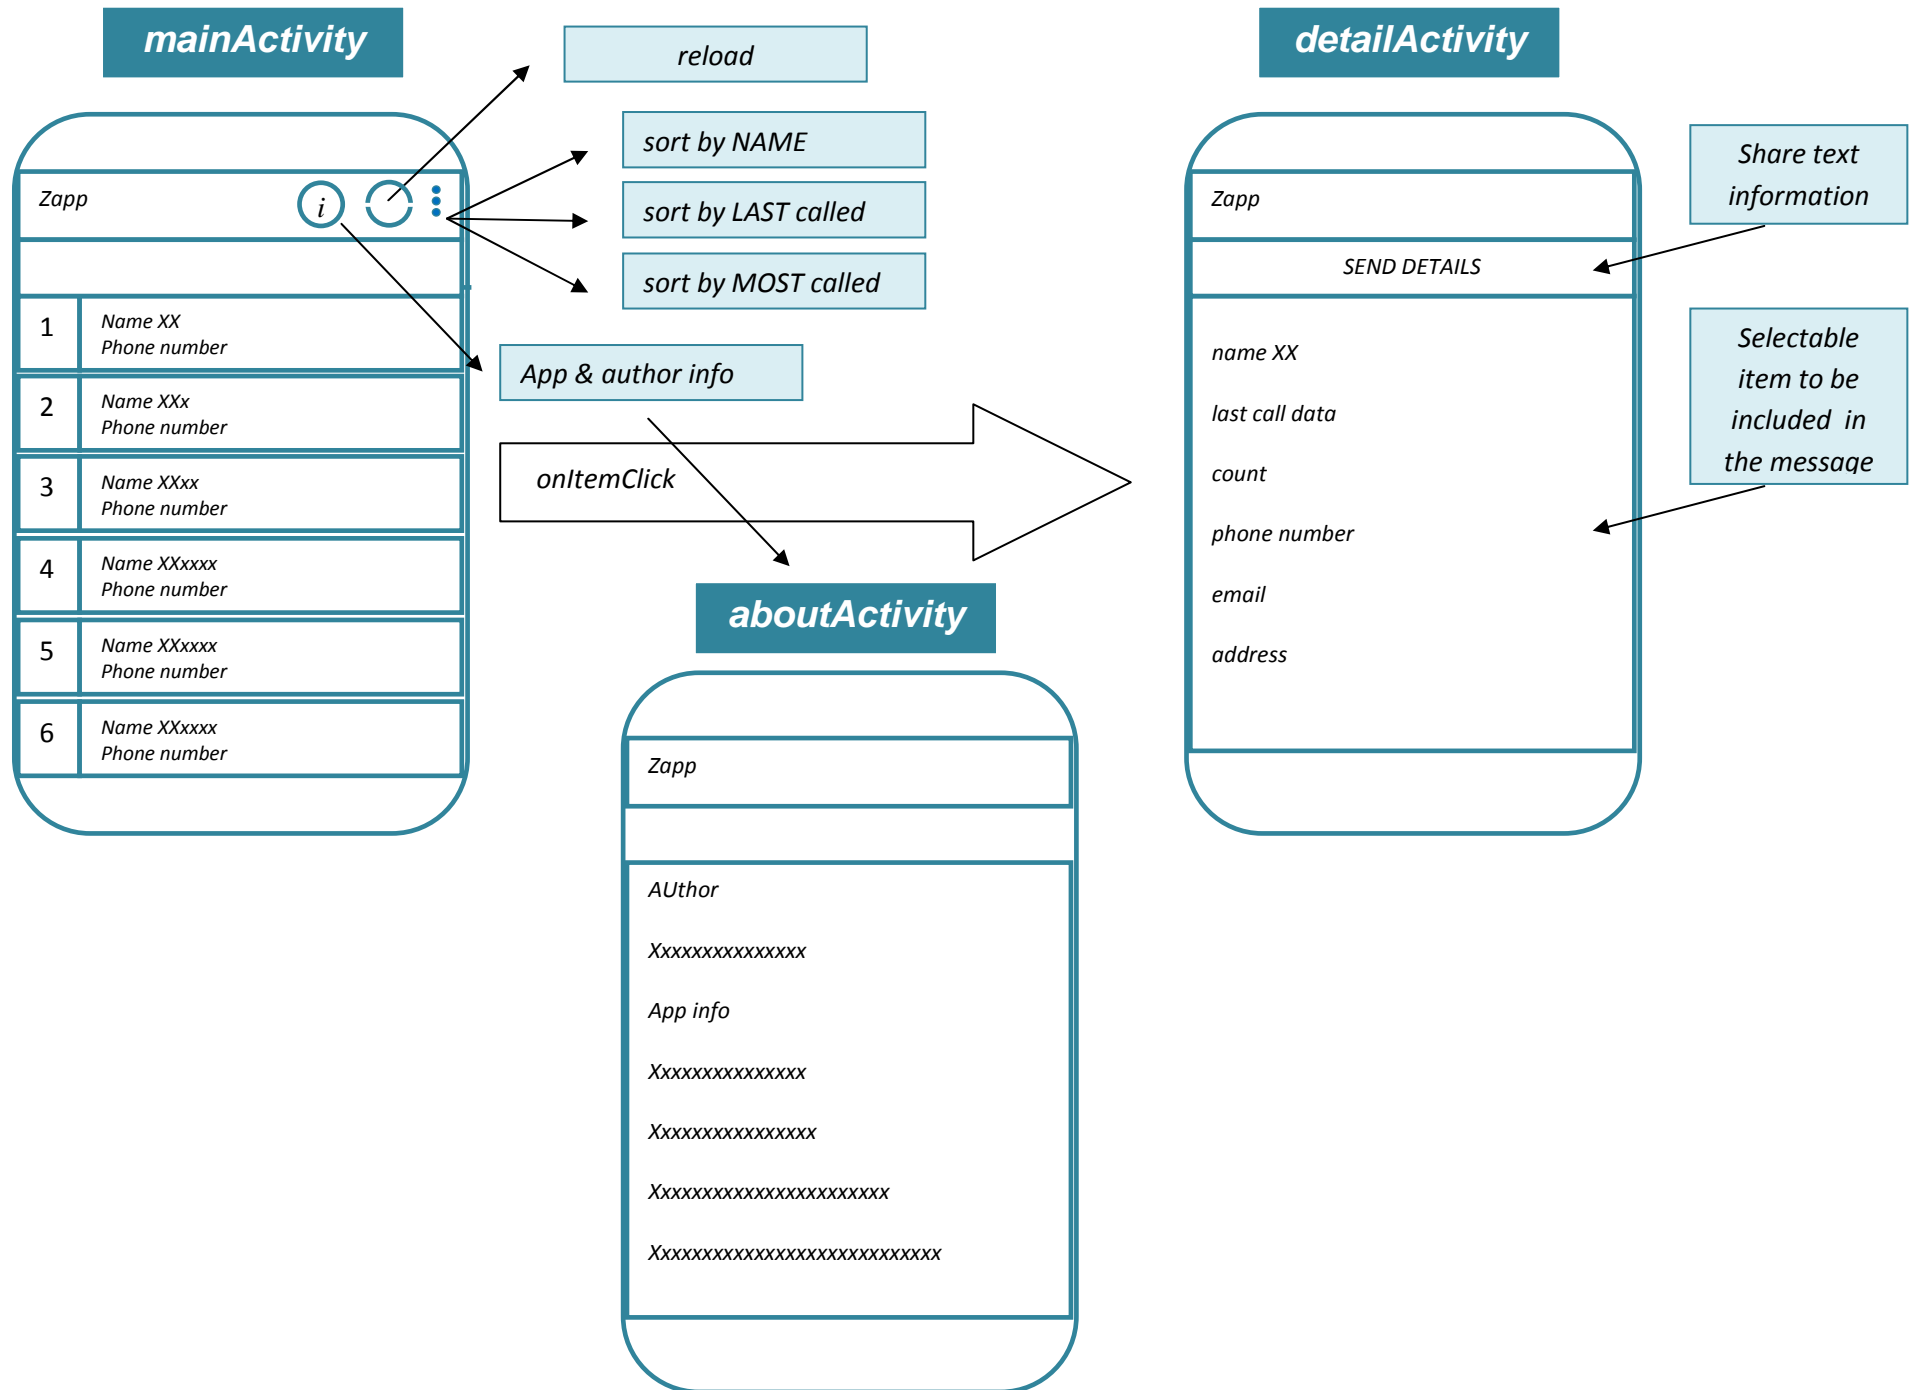 mainActivity
reload
sort by NAME
sort by LAST called
sort by MOST called
Zapp
i
1
Name XX
Phone number
2
Name XXx
Phone number
3
Name XXxx
Phone number
4
Name XXxxxx
Phone number
5
Name XXxxxx
Phone number
6
Name XXxxxx
Phone number
App & author info
onItemClick
aboutActivity
Zapp
AUthor
Xxxxxxxxxxxxxxx
App info
Xxxxxxxxxxxxxxx
Xxxxxxxxxxxxxxxx
Xxxxxxxxxxxxxxxxxxxxxxx
Xxxxxxxxxxxxxxxxxxxxxxxxxxxx
detailActivity
Zapp
SEND DETAILS
name XX
last call data
count
phone number
email
address
Share text
information
Selectable
item to be
included in
the message